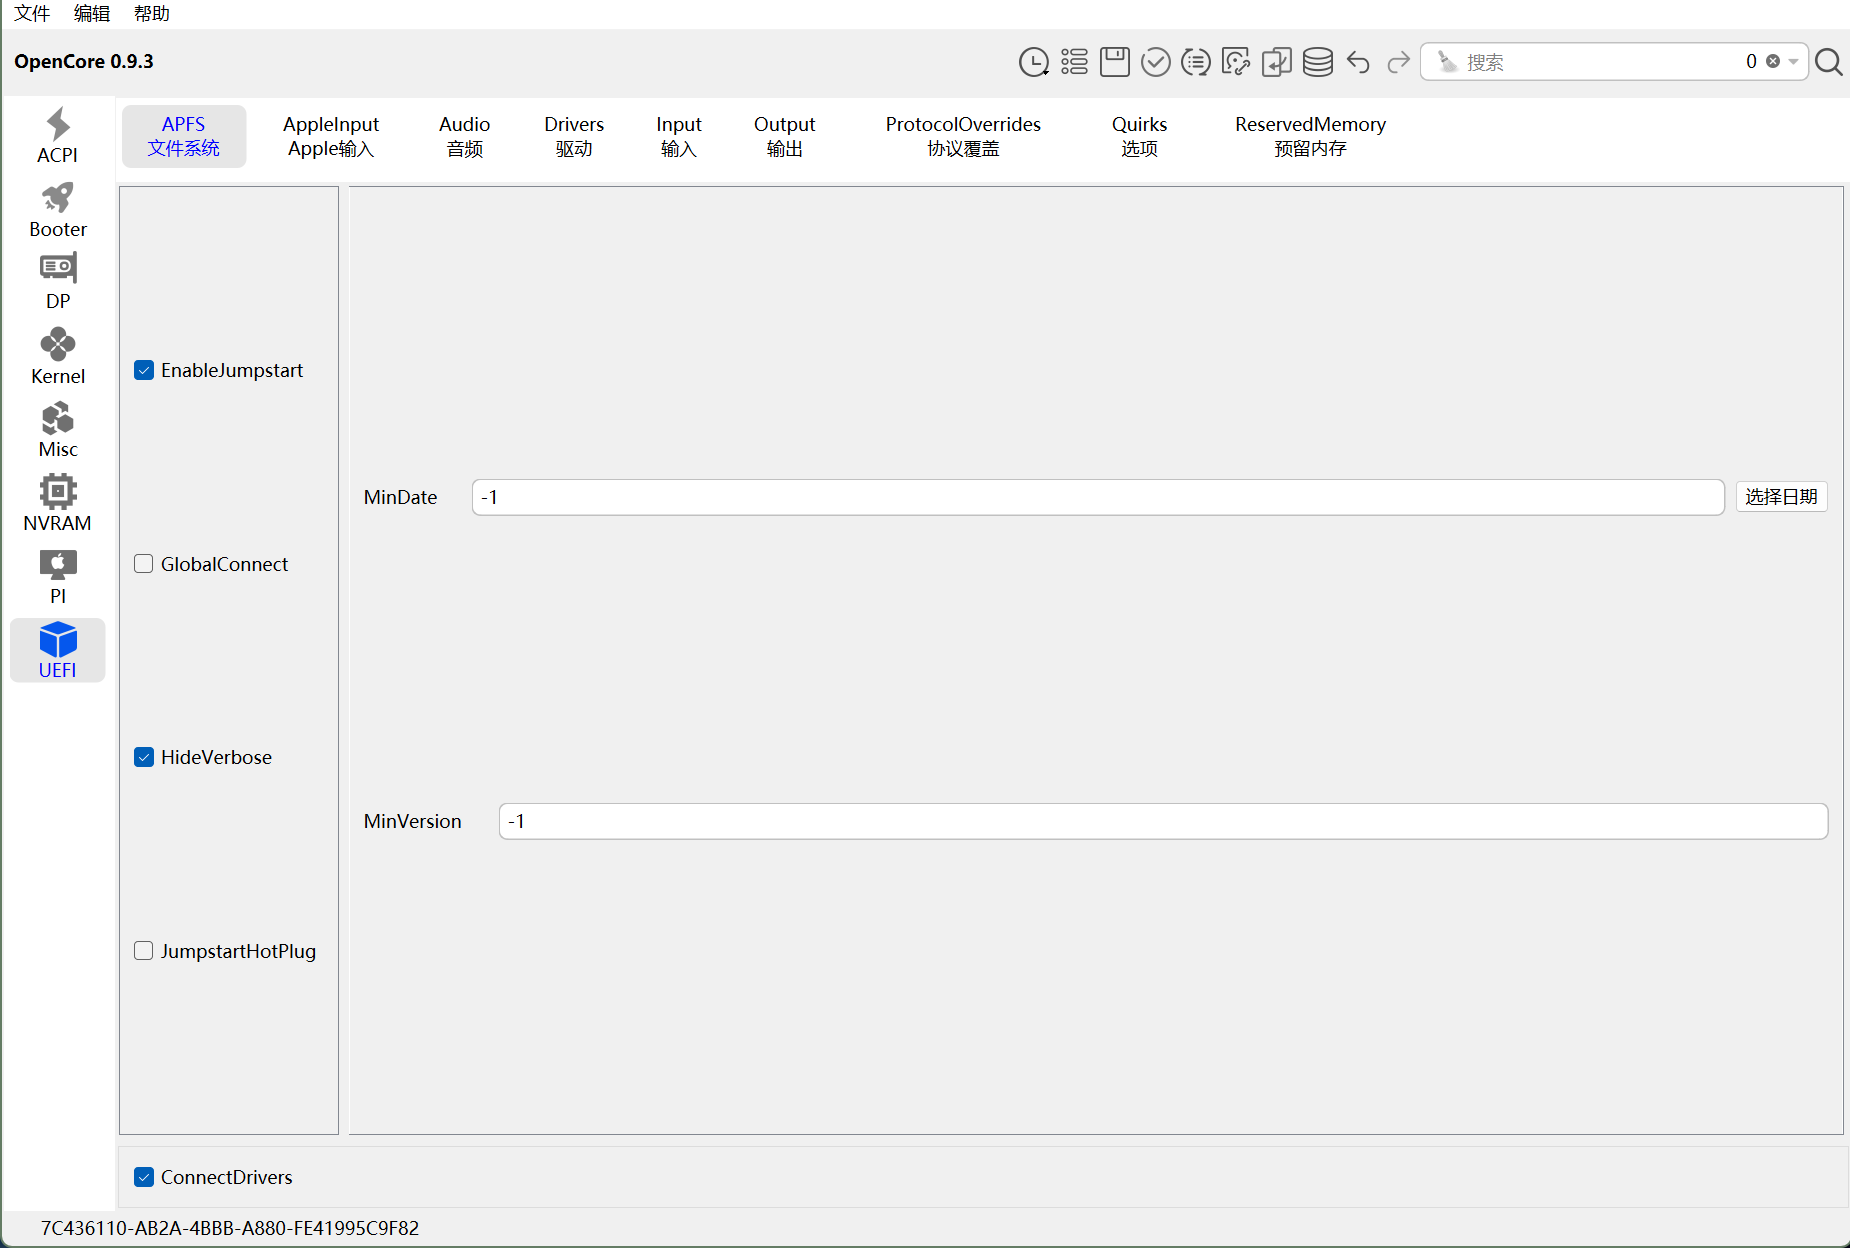 文件 编辑 帮助
OpenCore 0.9.3
搜索 0
ACPI
Booter
DP
Kernel
Misc
NVRAM
PI
UEFI
APFS
文件系统
AppleInput
Apple输入
Audio
音频
Drivers
驱动
Input
输入
Output
输出
ProtocolOverrides
协议覆盖
Quirks
选项
ReservedMemory
预留内存
EnableJumpstart
GlobalConnect
HideVerbose
JumpstartHotPlug
MinDate -1 选择日期
MinVersion -1
ConnectDrivers
7C436110-AB2A-4BBB-A880-FE41995C9F82